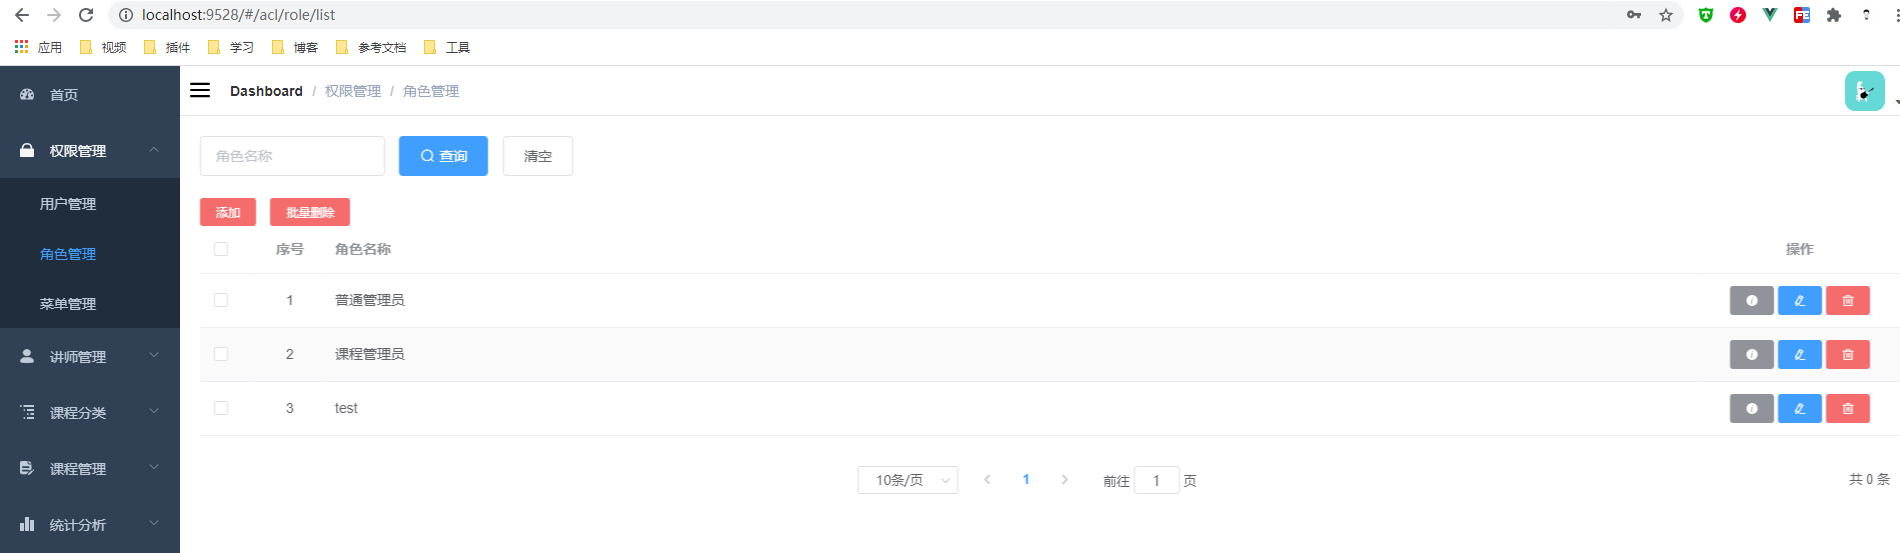 localhost:9528/#/acl/role/list
应用 视频 插件 学习 博客 参考文档 工具
首页
权限管理
用户管理
角色管理
菜单管理
讲师管理
课程分类
课程管理
统计分析
Dashboard / 权限管理 / 角色管理
角色名称 查询 清空
添加 批量删除
序号 角色名称 操作
1 普通管理员
2 课程管理员
3 test
10条/页 1 前往 1 页 共 0 条